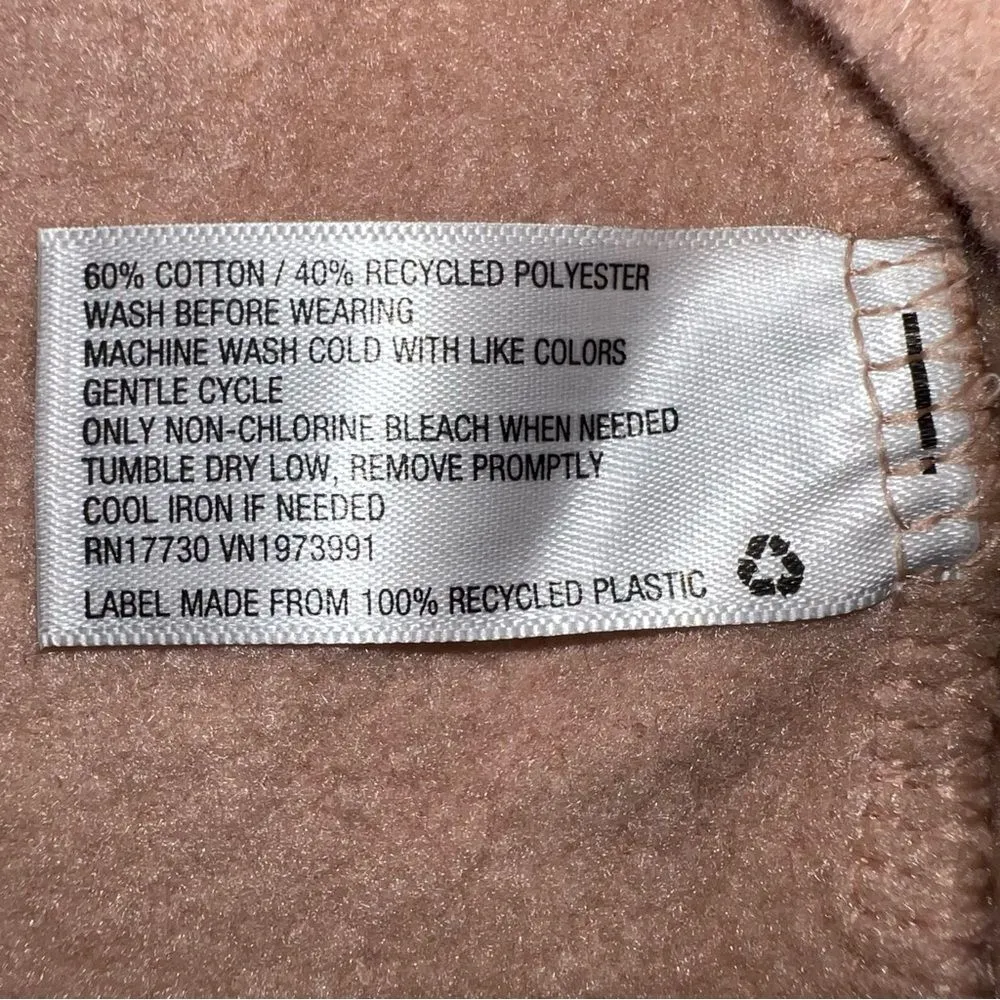 60% COTTON / 40% RECYCLED POLYESTER
WASH BEFORE WEARING
MACHINE WASH COLD WITH LIKE COLORS
GENTLE CYCLE
ONLY NON-CHLORINE BLEACH WHEN NEEDED
TUMBLE DRY LOW, REMOVE PROMPTLY
COOL IRON IF NEEDED
RN17730 VN1973991
LABEL MADE FROM 100% RECYCLED PLASTIC